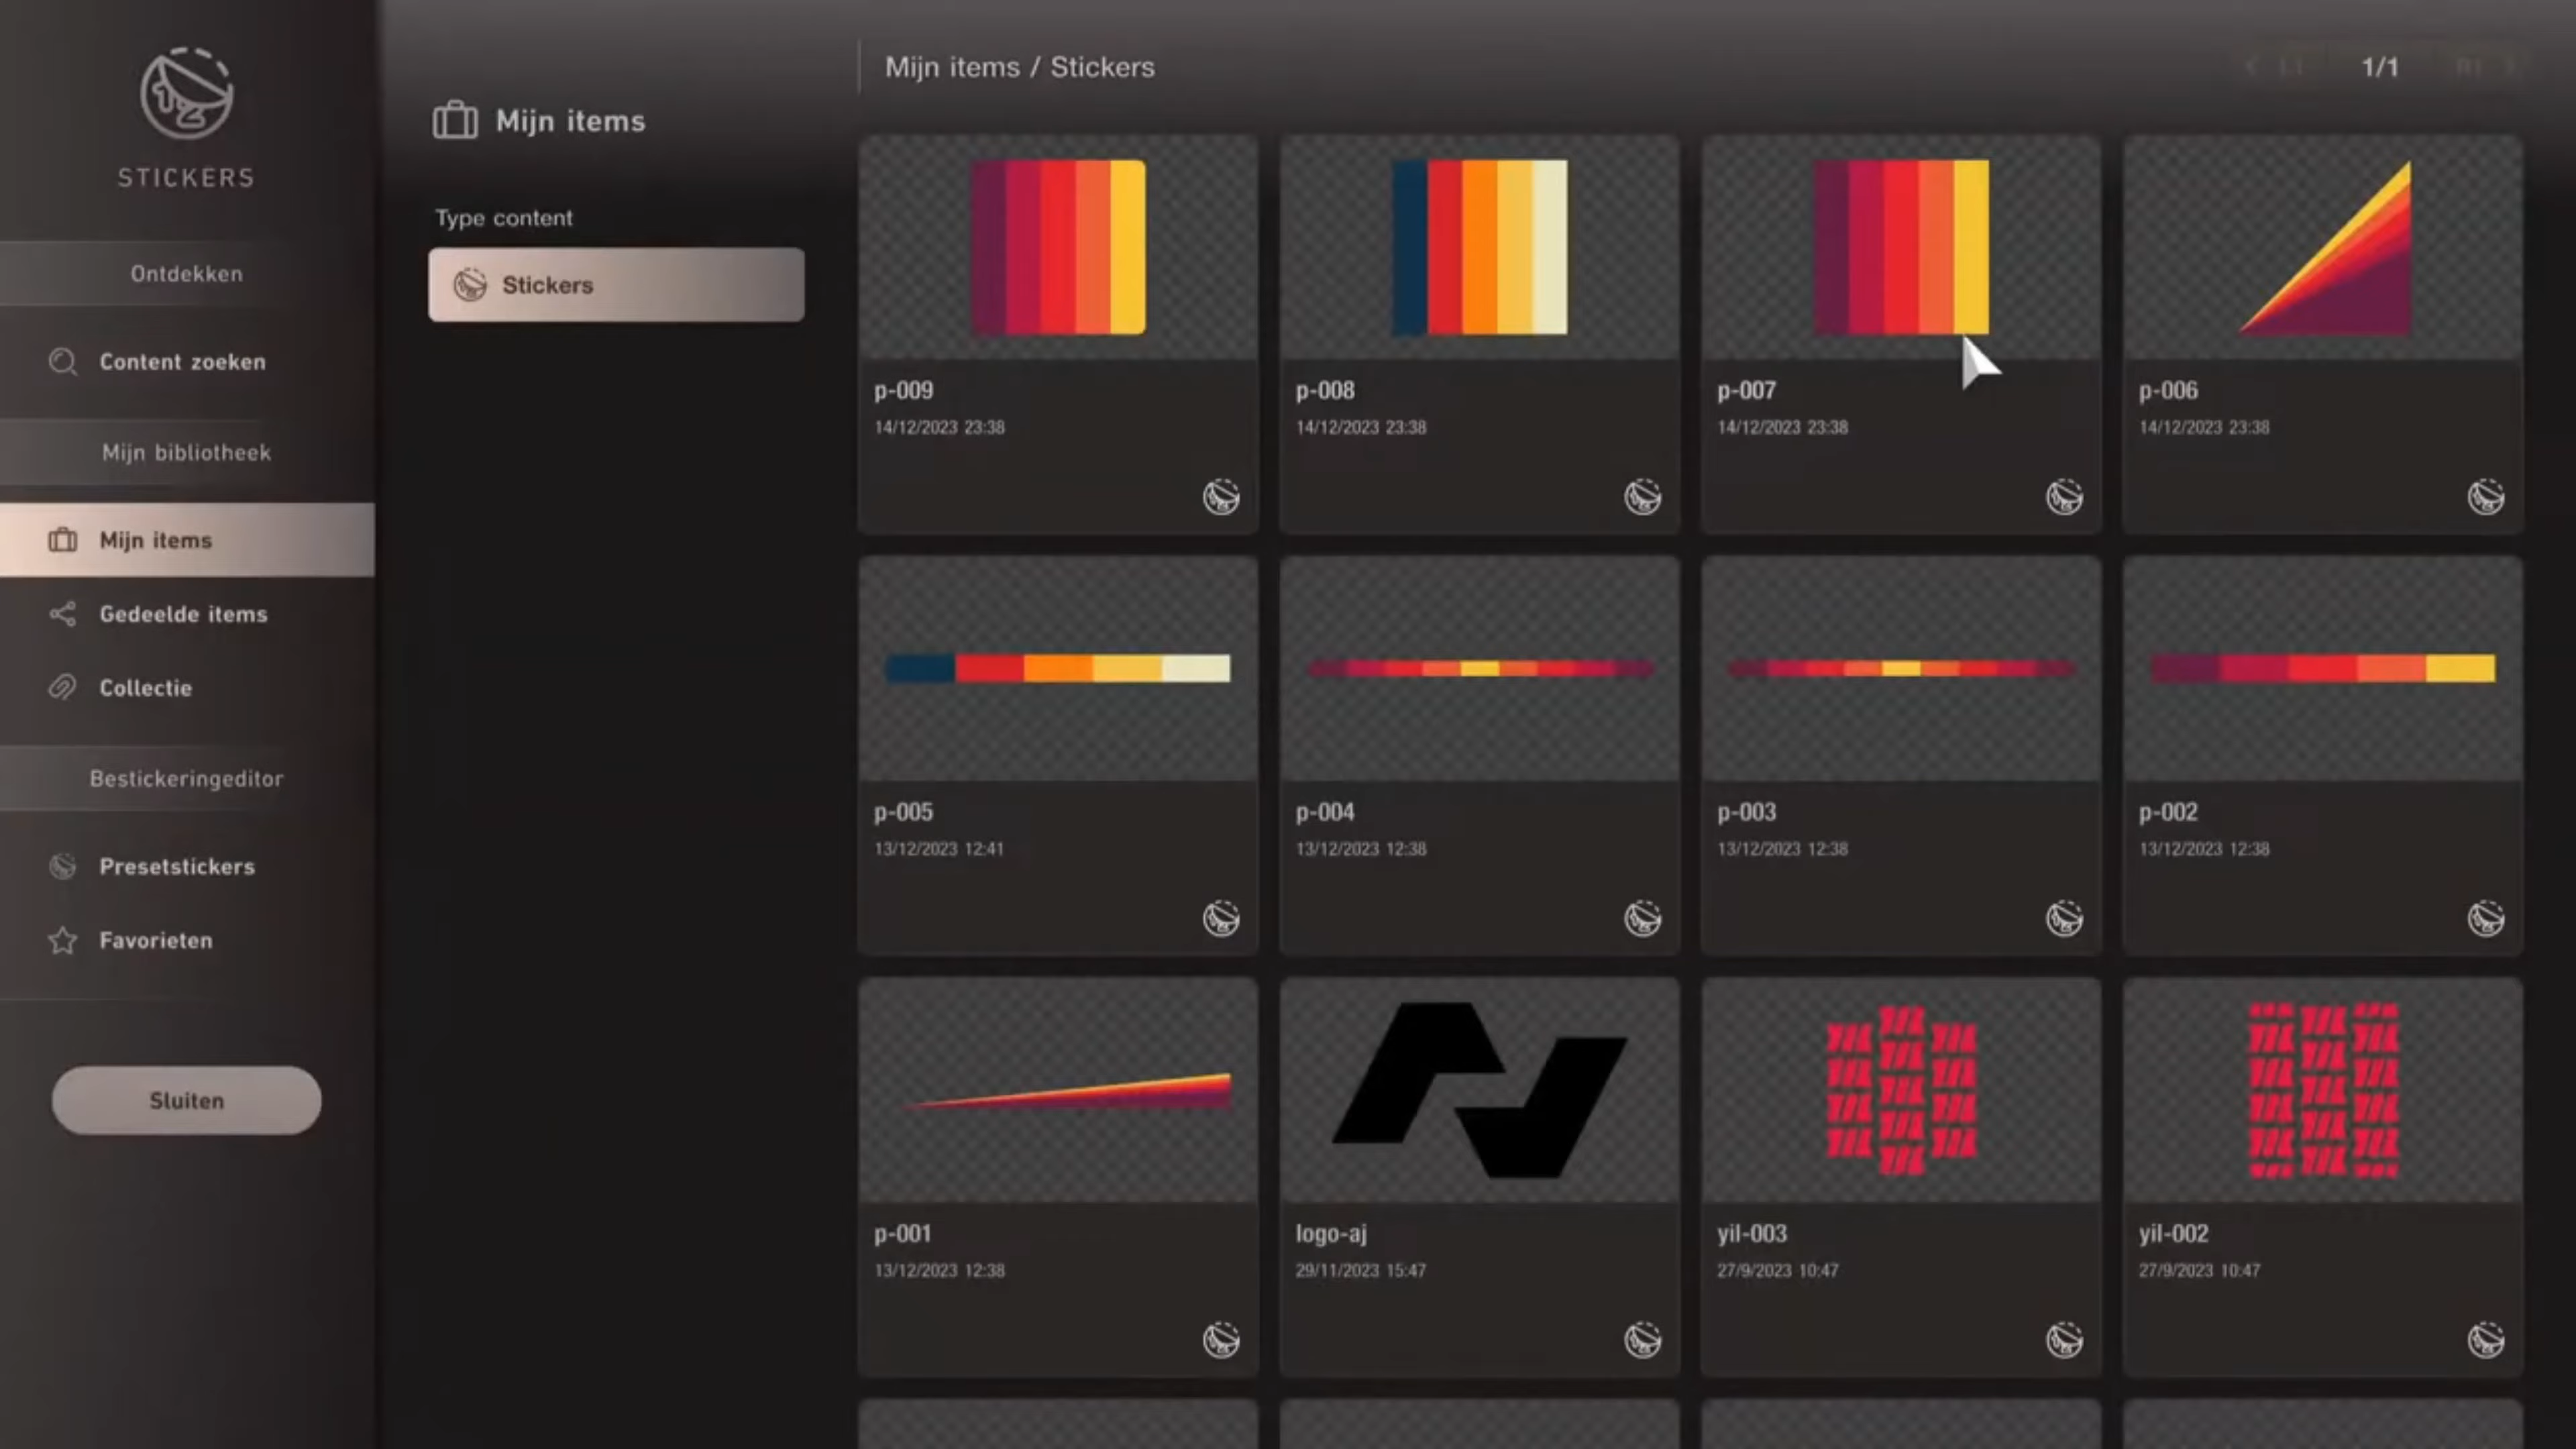 STICKERS
Ontdekken
Content zoeken
Mijn bibliotheek
Mijn items
Gedeelde items
Collectie
Bestickeringeditor
Presetstickers
Favorieten
Sluiten
Mijn items
Type content
Stickers
Mijn items / Stickers
L1 1/1 R1
p-009
14/12/2023 23:38
p-008
14/12/2023 23:38
p-007
14/12/2023 23:38
p-006
14/12/2023 23:38
p-005
13/12/2023 12:41
p-004
13/12/2023 12:38
p-003
13/12/2023 12:38
p-002
13/12/2023 12:38
p-001
13/12/2023 12:38
logo-aj
29/11/2023 15:47
yil-003
27/9/2023 10:47
yil-002
27/9/2023 10:47